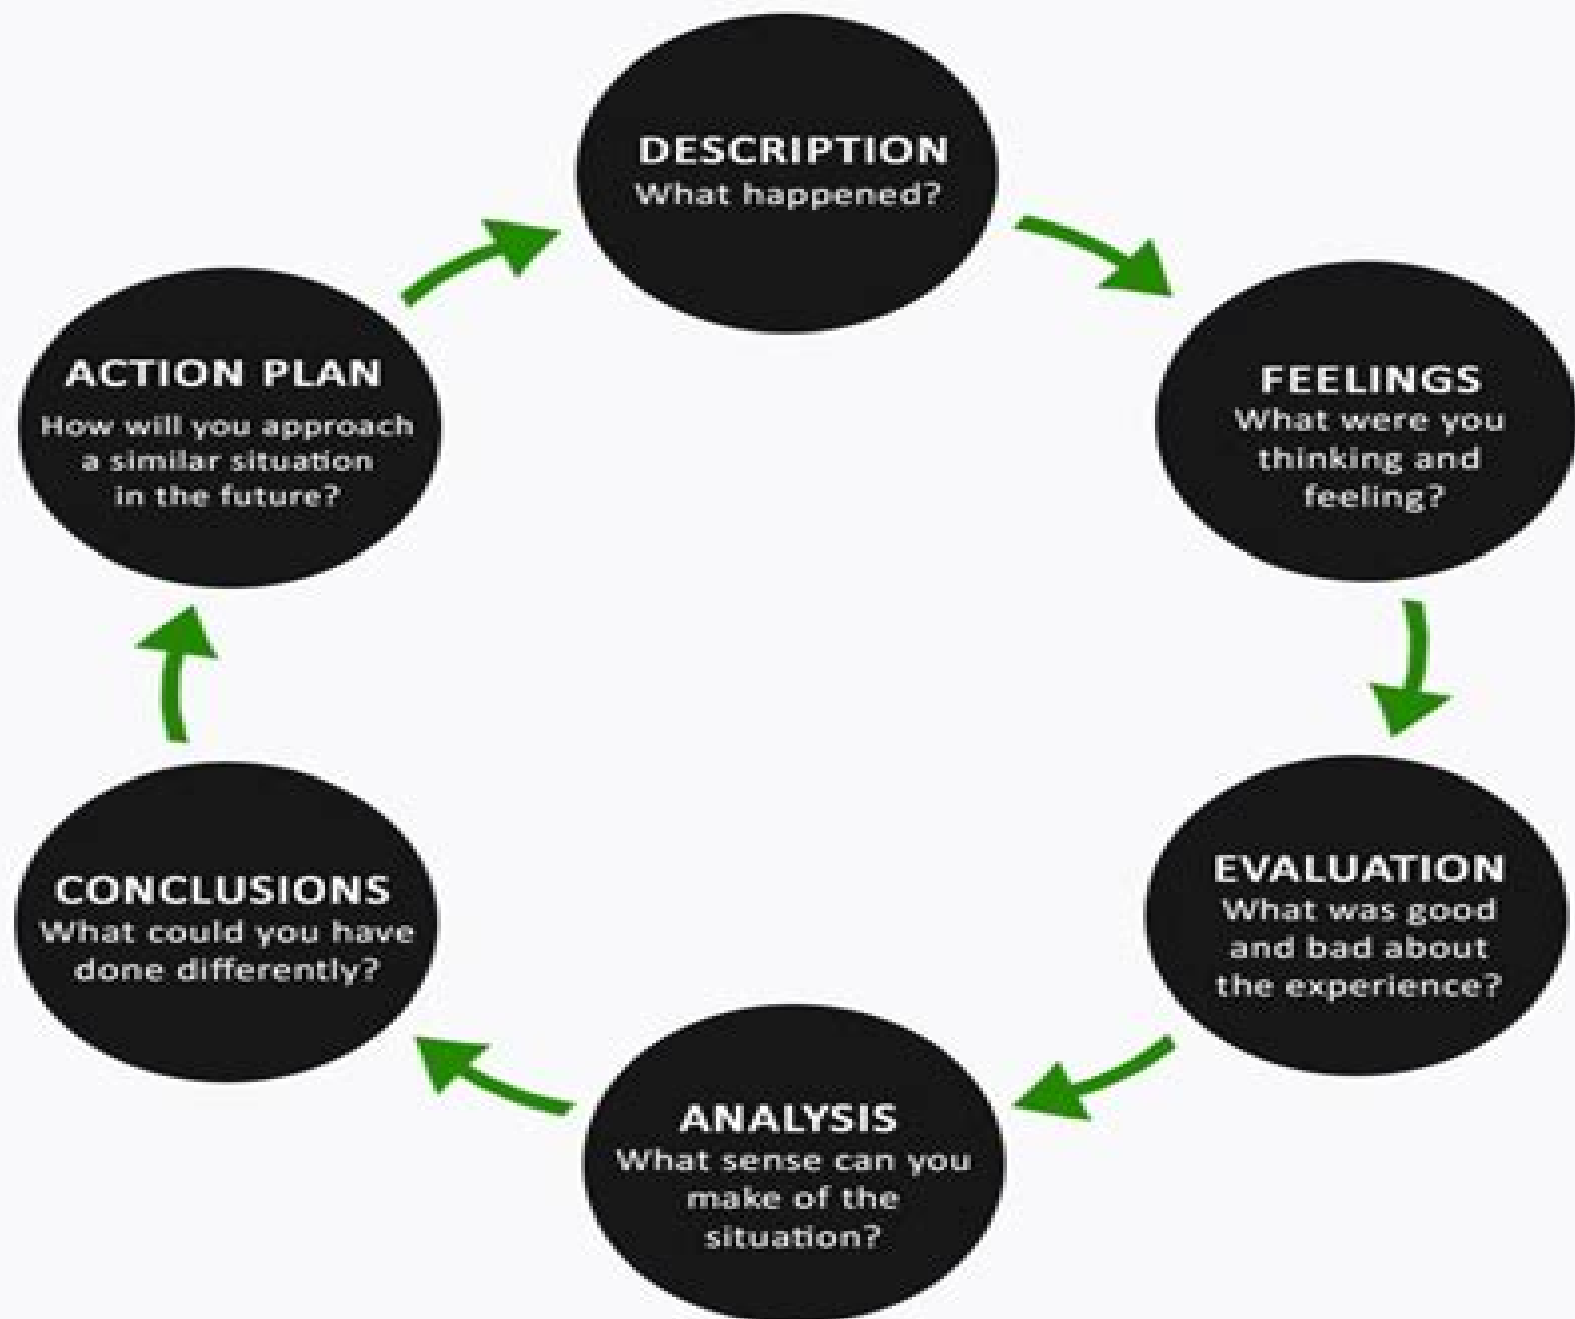 DESCRIPTION
What happened?
FEELINGS
What were you
thinking and
feeling?
EVALUATION
What was good
and bad about
the experience?
ANALYSIS
What sense can you
make of the
situation?
CONCLUSIONS
What could you have
done differently?
ACTION PLAN
How will you approach
a similar situation
in the future?